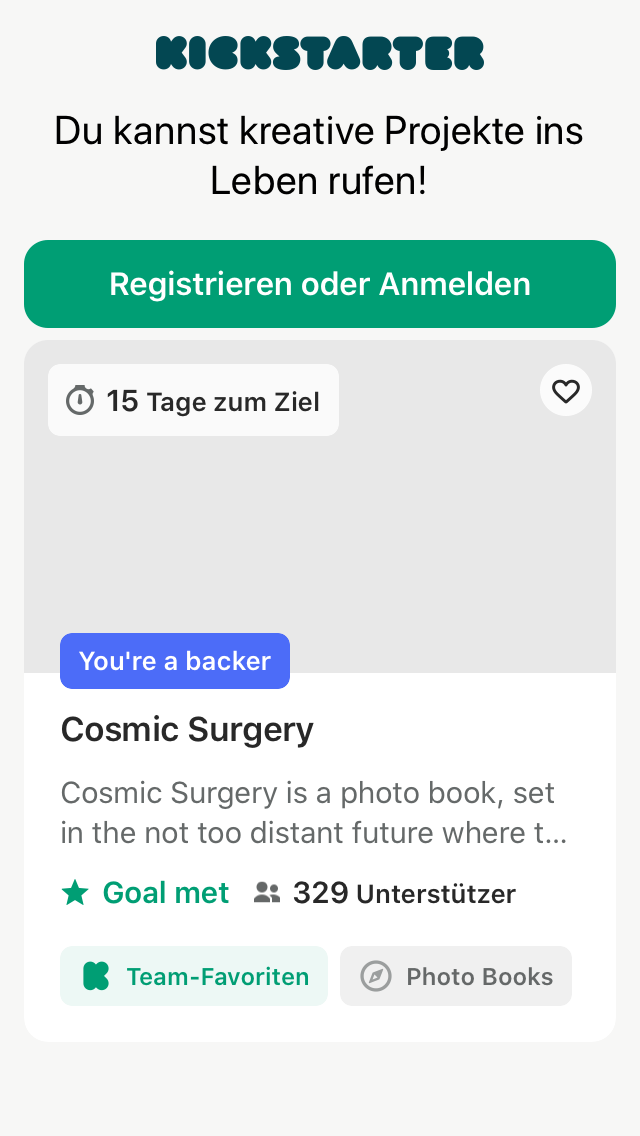 KICKSTARTER
Du kannst kreative Projekte ins
Leben rufen!
Registrieren oder Anmelden
15 Tage zum Ziel
You're a backer
Cosmic Surgery
Cosmic Surgery is a photo book, set
in the not too distant future where t...
Goal met 329 Unterstützer
Team-Favoriten Photo Books